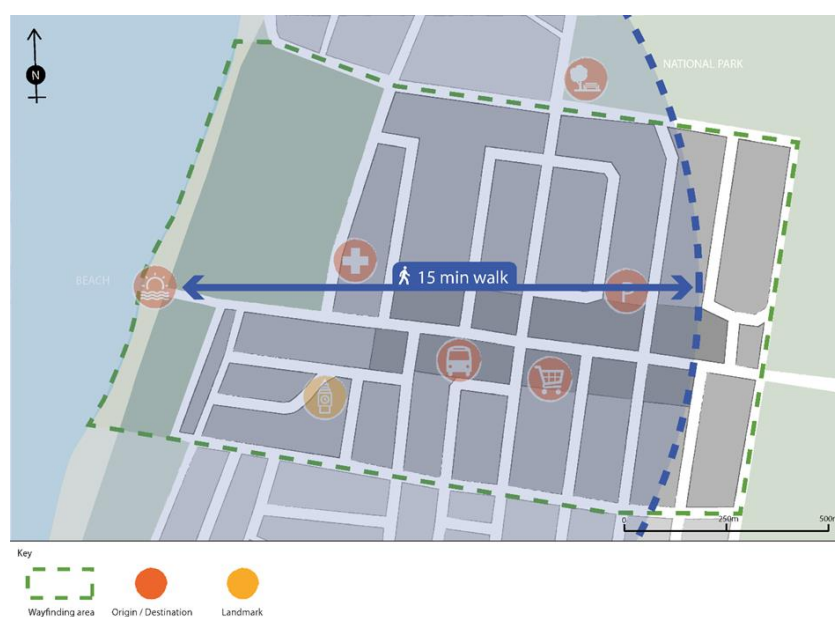 N
NATIONAL PARK
BEACH
15 min walk
P
0 250m 500m
Key
Wayfinding area Origin / Destination Landmark